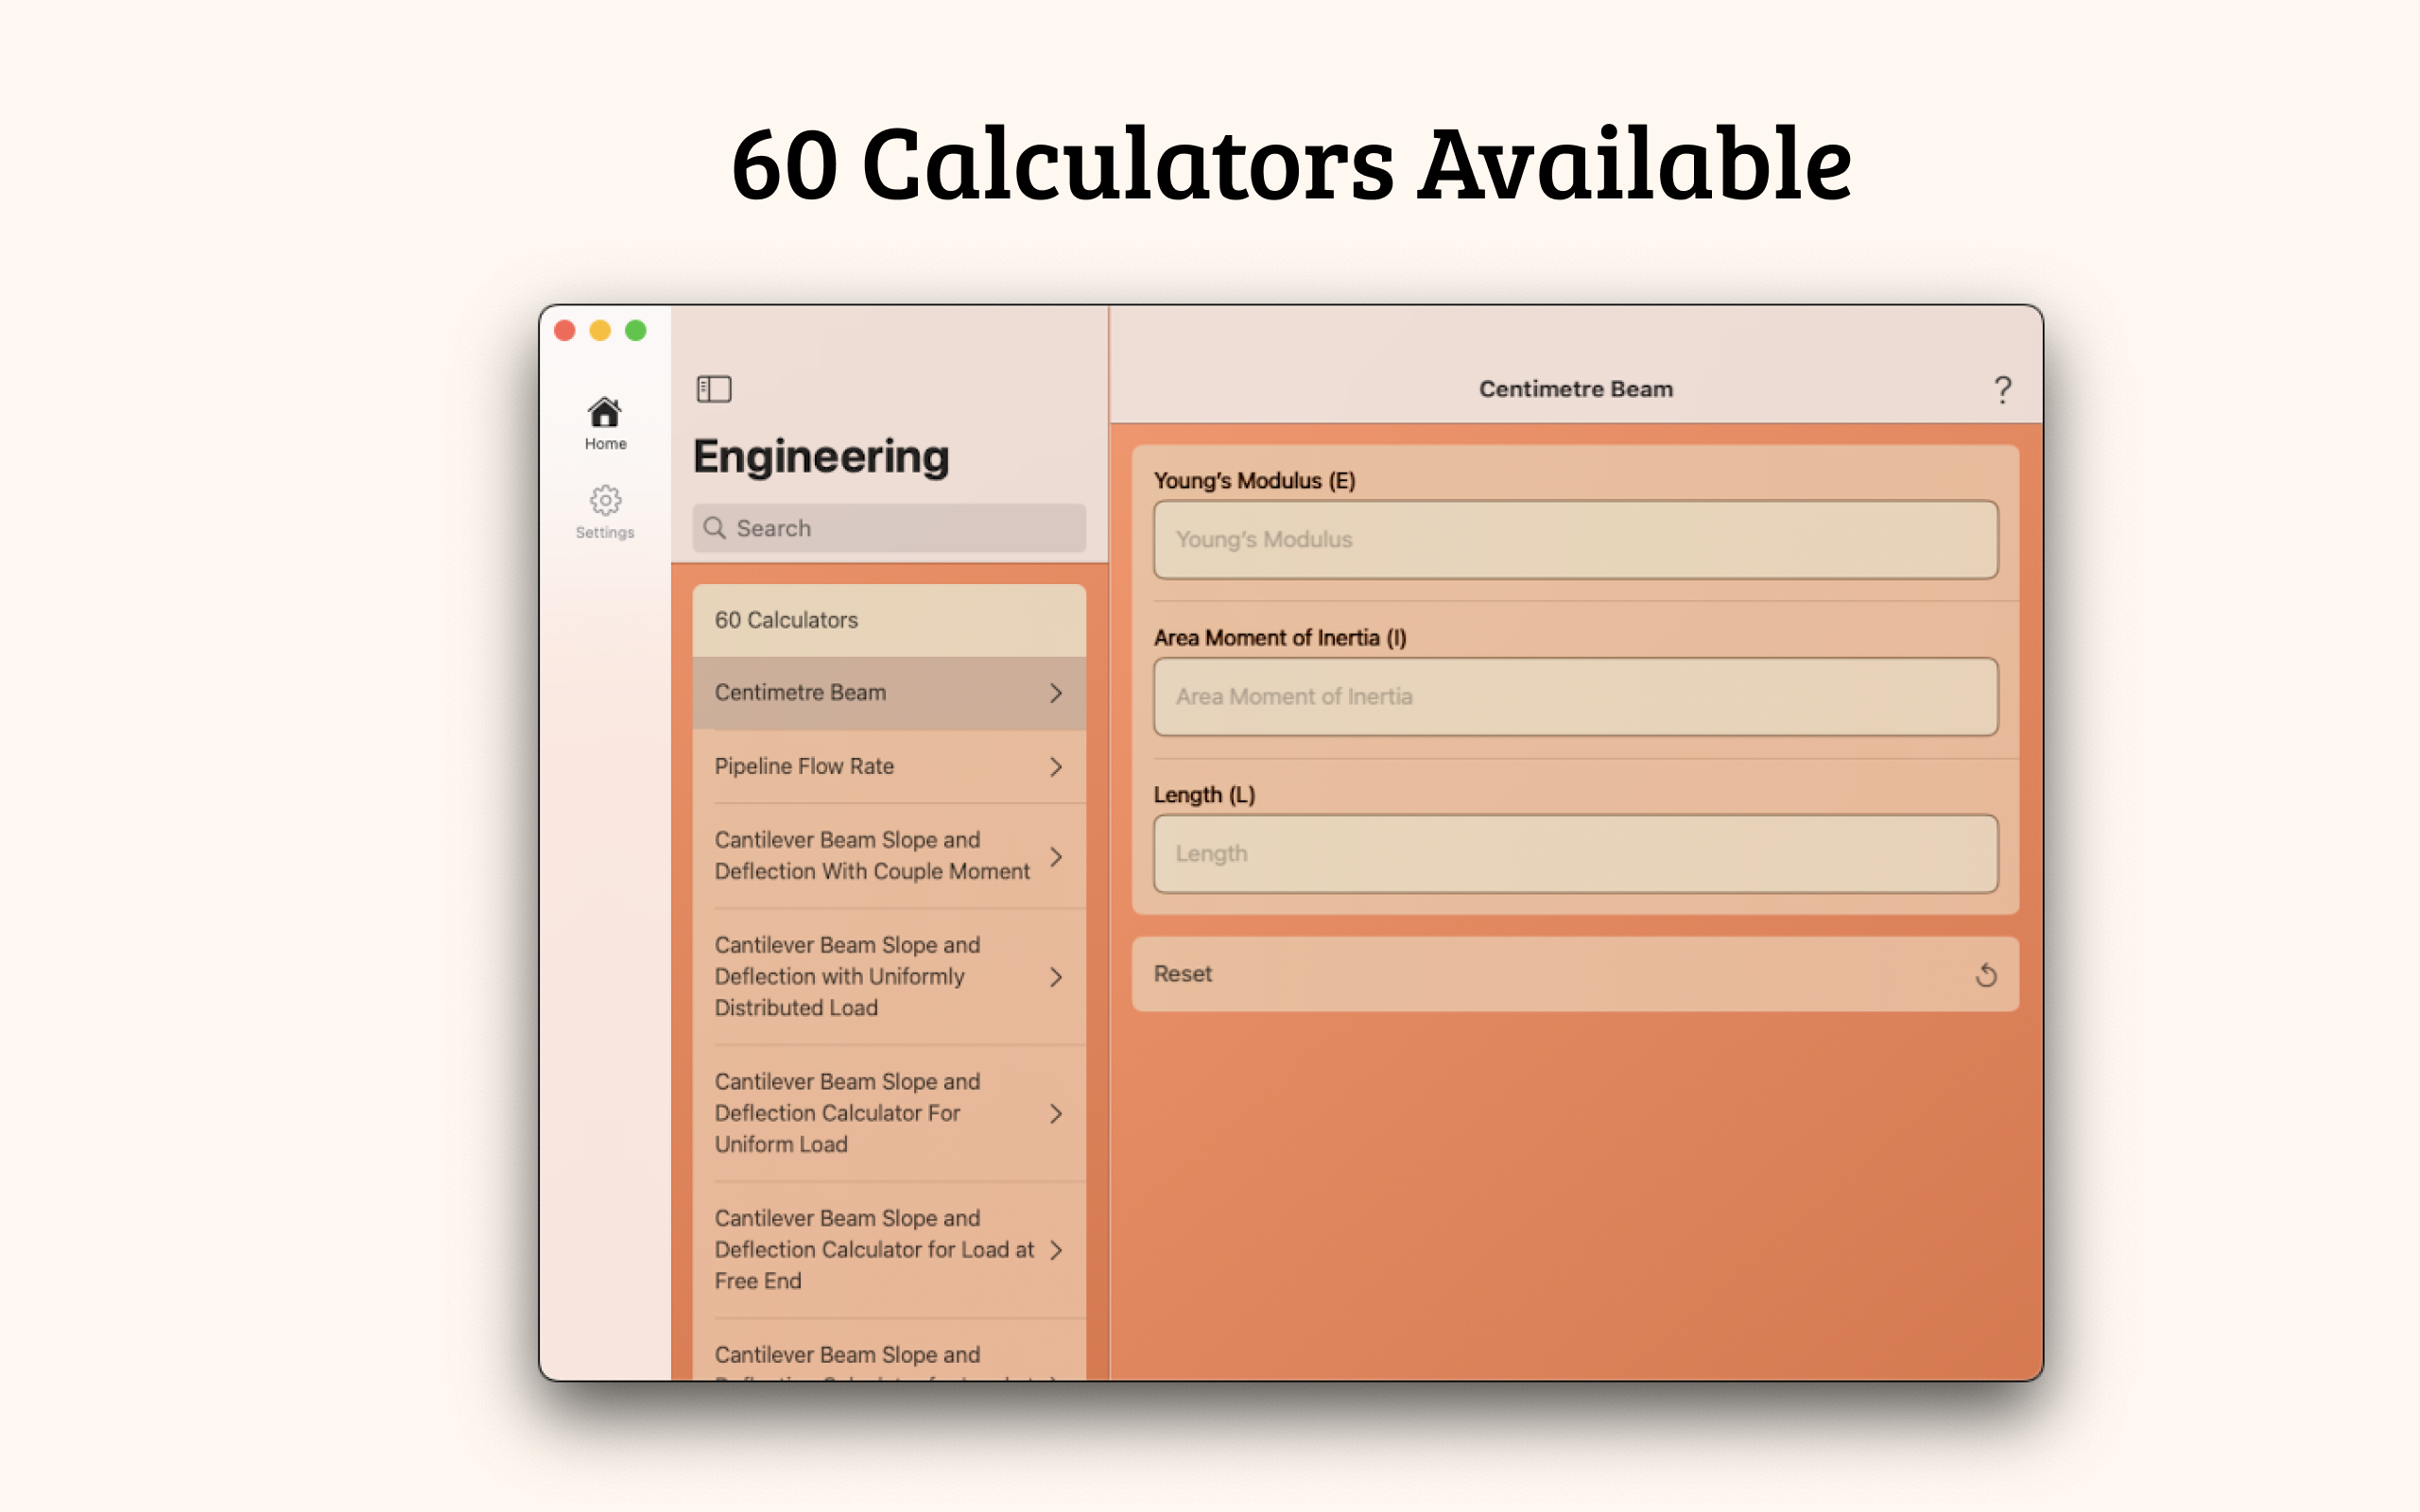 60 Calculators Available
Home
Settings
Engineering
Search
60 Calculators
Centimetre Beam
Pipeline Flow Rate
Cantilever Beam Slope and
Deflection With Couple Moment
Cantilever Beam Slope and
Deflection with Uniformly
Distributed Load
Cantilever Beam Slope and
Deflection Calculator For
Uniform Load
Cantilever Beam Slope and
Deflection Calculator for Load at
Free End
Cantilever Beam Slope and
Centimetre Beam
?
Young's Modulus (E)
Young's Modulus
Area Moment of Inertia (I)
Area Moment of Inertia
Length (L)
Length
Reset